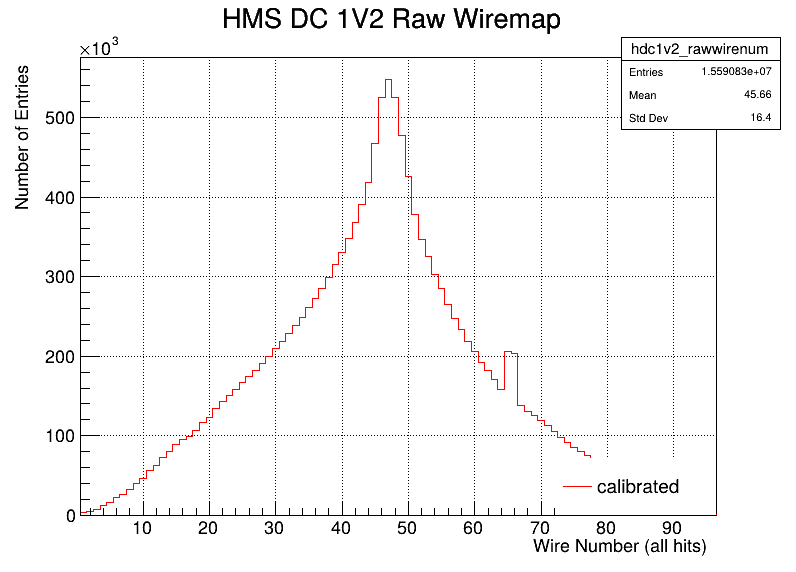 HMS DC 1V2 Raw Wiremap
×10³
hdc1v2_rawwirenum
Entries 1.559083e+07
Mean 45.66
Std Dev 16.4
Number of Entries
500
400
300
200
100
0
calibrated
10 20 30 40 50 60 70 80 90
Wire Number (all hits)